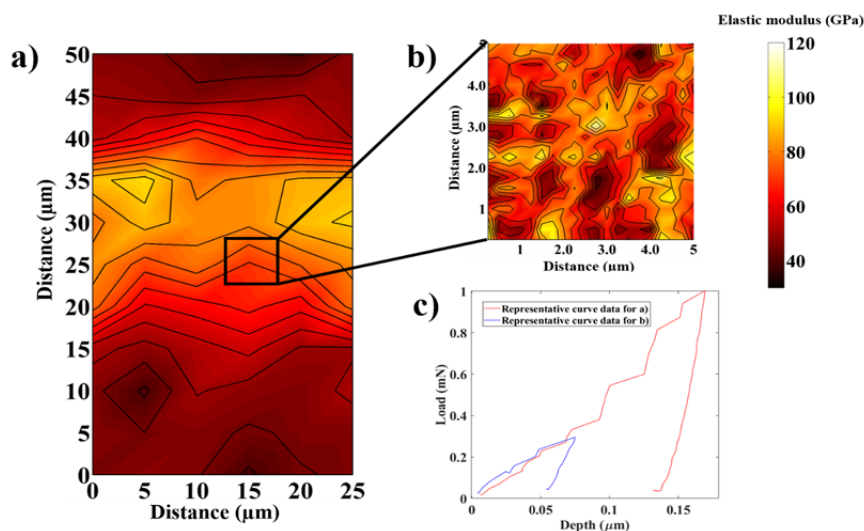 Elastic modulus (GPa)
a)
50
45
40
35
30
25
20
15
10
5
0
Distance (µm)
0 5 10 15 20 25
Distance (µm)
b)
4.0
3.0
2.0
1
Distance (µm)
1 2.0 3.0 4.0 5
Distance (µm)
120
100
80
60
40
c)
1
0.8
0.6
0.4
0.2
0
Load (mN)
Representative curve data for a)
Representative curve data for b)
0 0.05 0.1 0.15
Depth (µm)